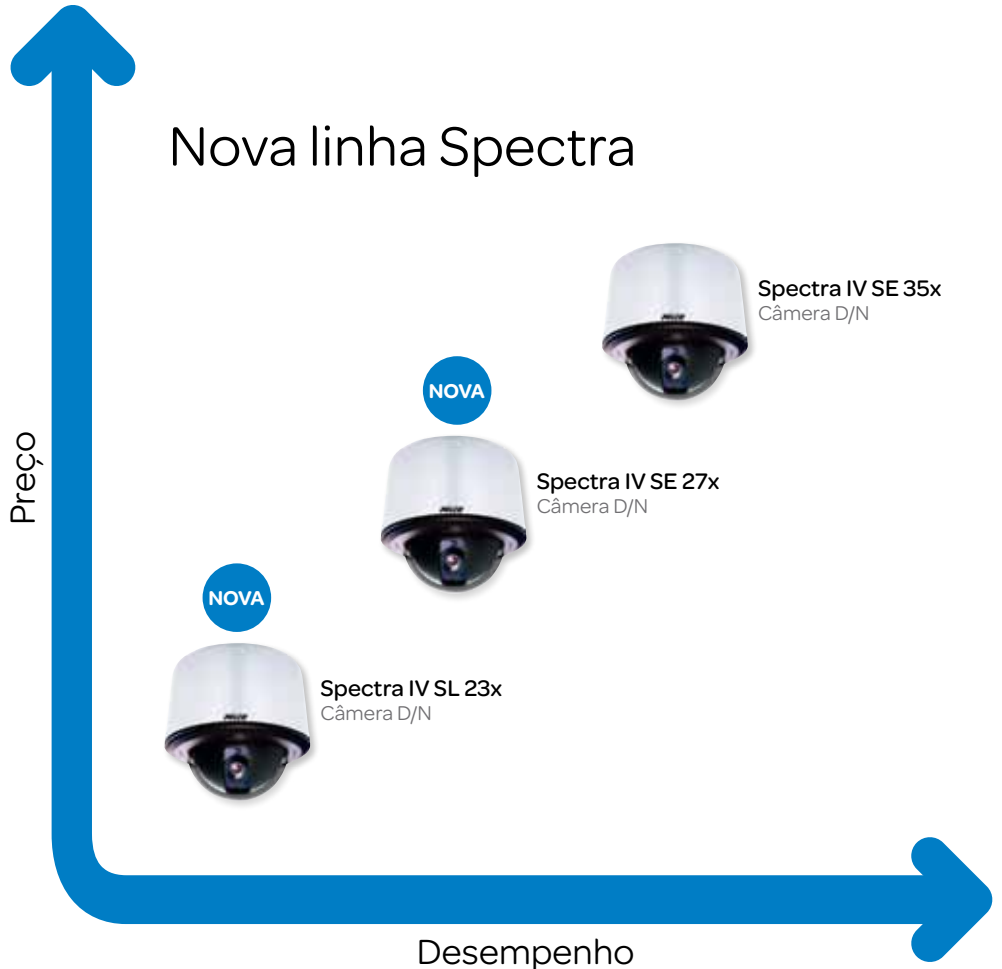 Nova linha Spectra
Spectra IV SE 35x
Câmera D/N
NOVA
Preço
Spectra IV SE 27x
Câmera D/N
NOVA
Spectra IV SL 23x
Câmera D/N
Desempenho